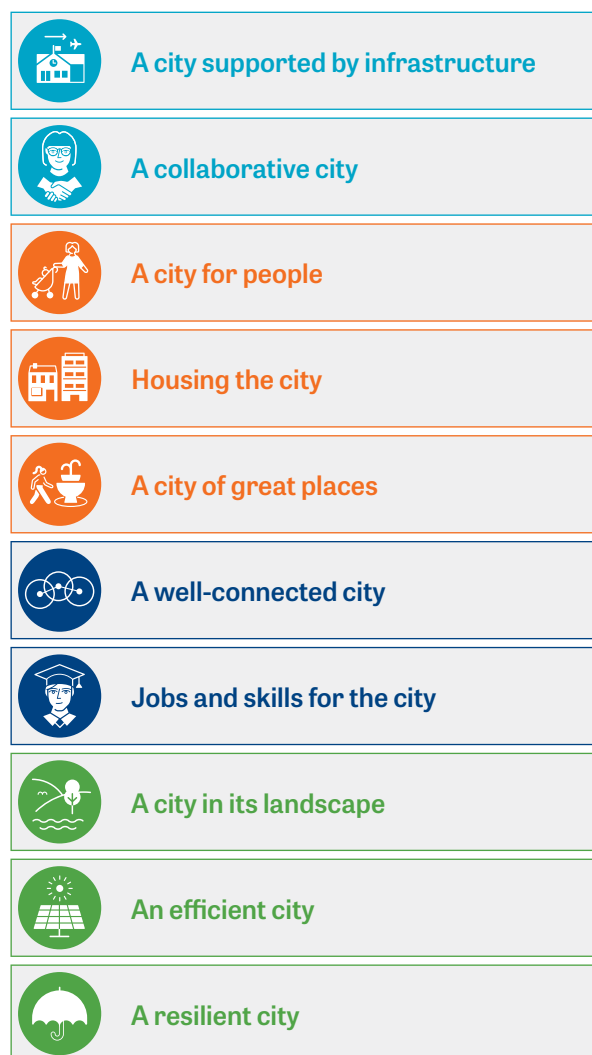 A city supported by infrastructure
A collaborative city
A city for people
Housing the city
A city of great places
A well-connected city
Jobs and skills for the city
A city in its landscape
An efficient city
A resilient city